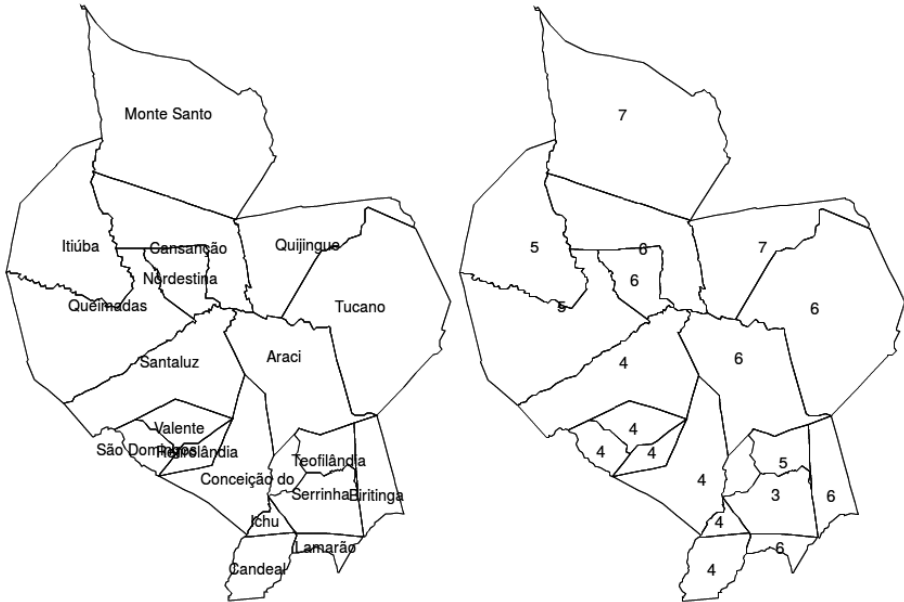 Monte Santo
Itiúba
Cansanção
Quijingue
Nordestina
Queimadas
Tucano
Santaluz
Araci
Valente
São Domingos
Teofilândia
Conceição do
Serrinha
Biritinga
Ichu
Lamarão
Candeal
7
5
6
7
6
5
6
4
6
4
4
4
5
4
3
6
4
6
4